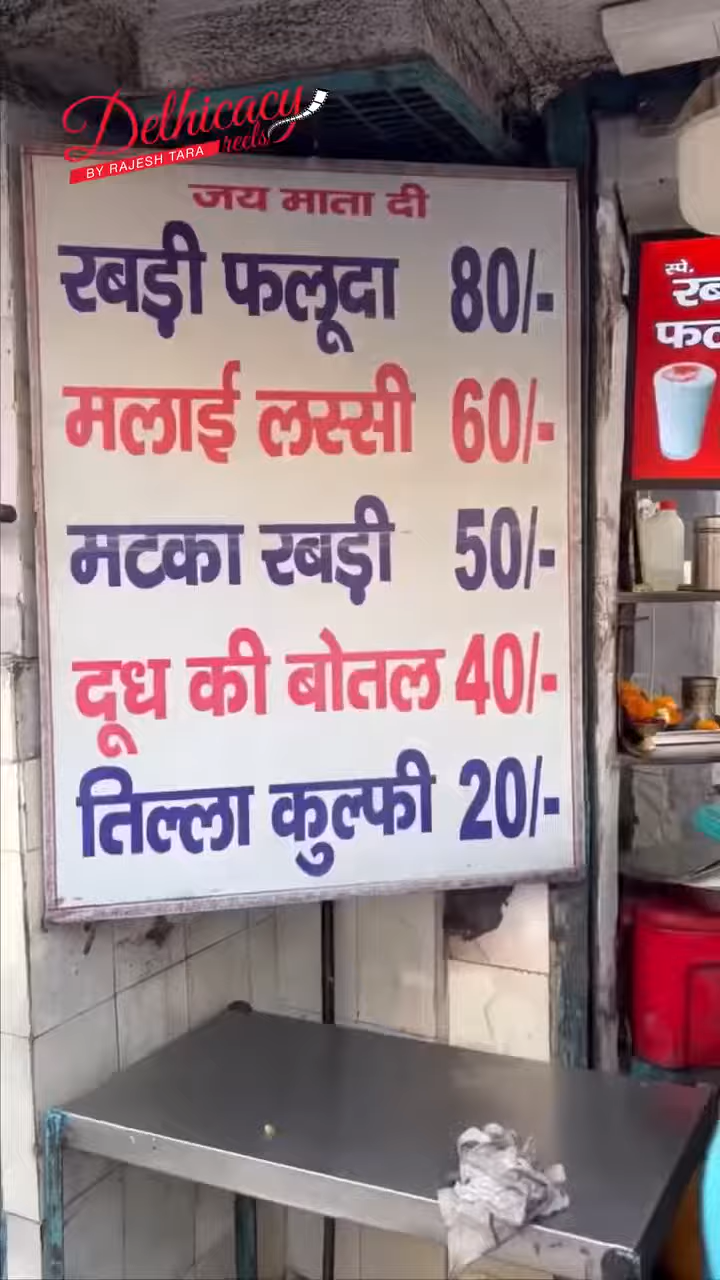 Delhicacy
reels
BY RAJESH TARA
जय माता दी
रबड़ी फलूदा 80/-
मलाई लस्सी 60/-
मटका रबड़ी 50/-
दूध की बोतल 40/-
तिल्ला कुल्फी 20/-
स्पे.